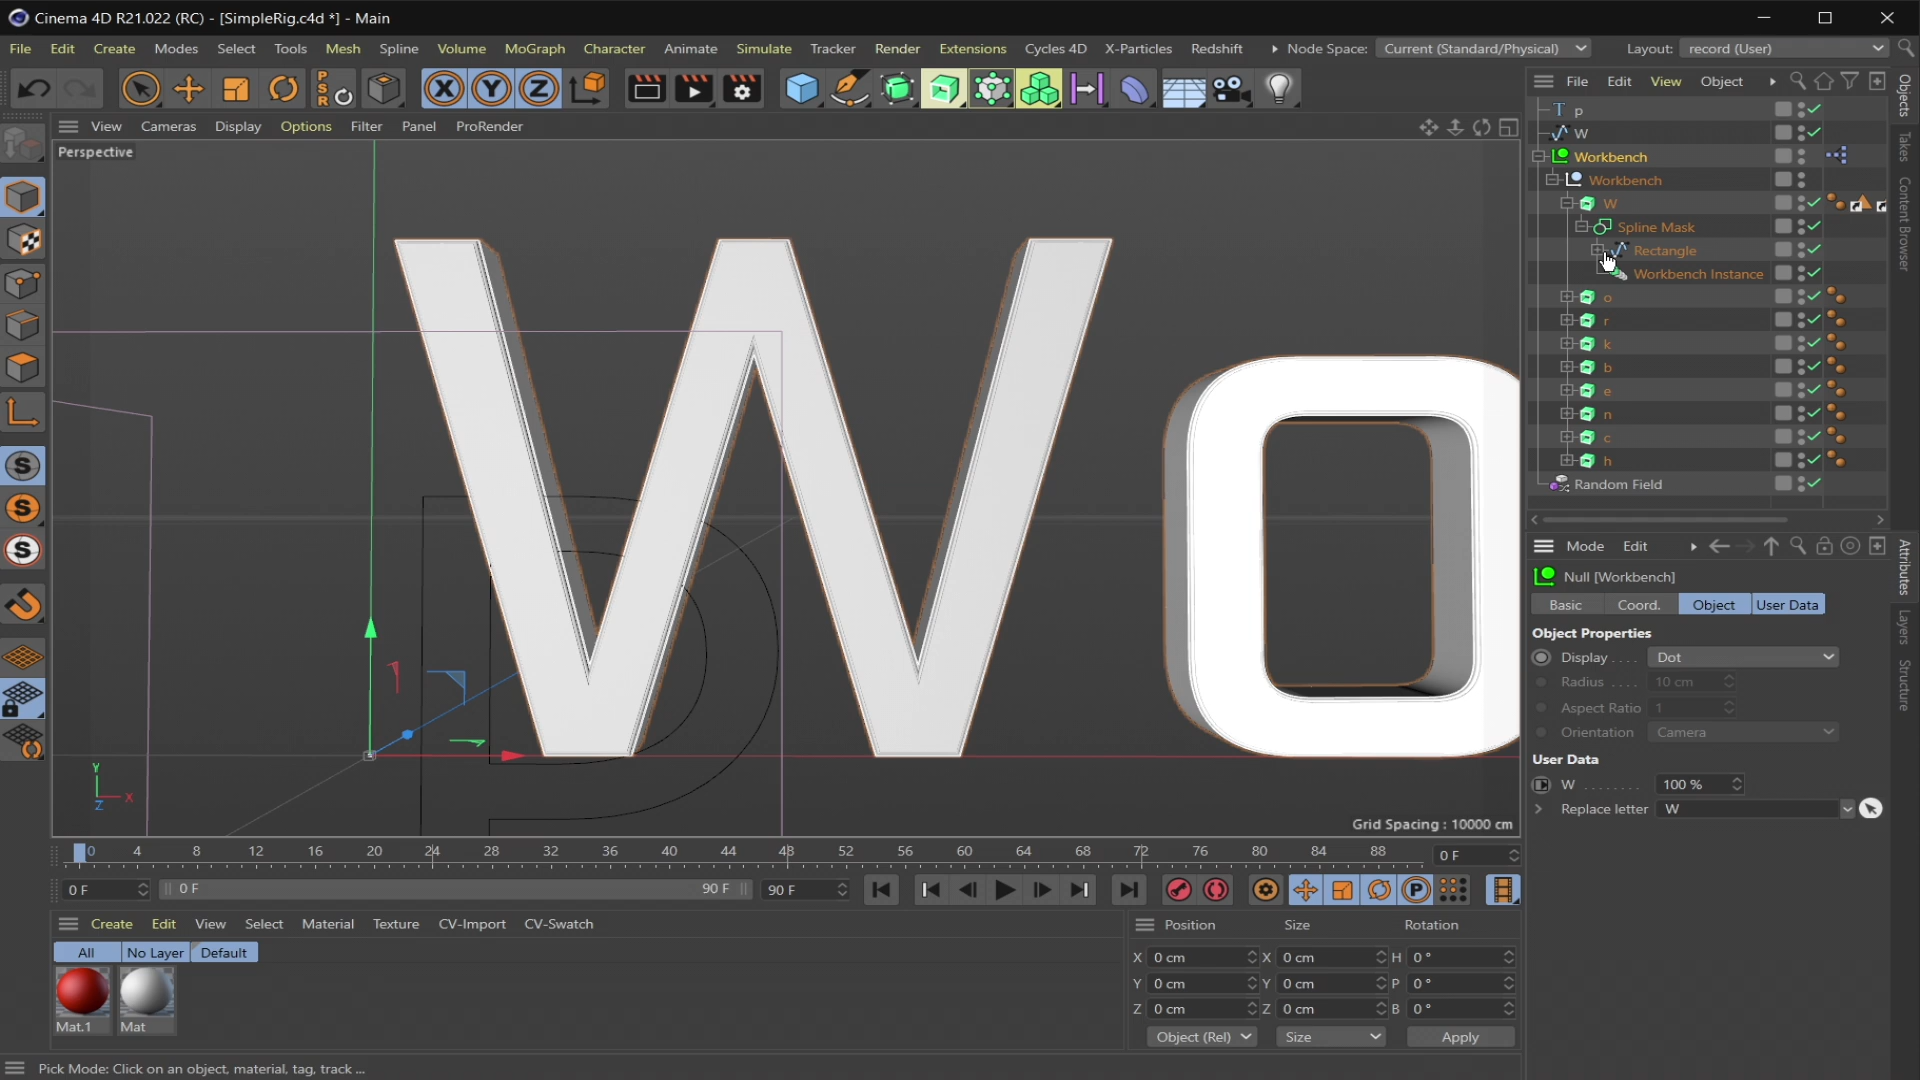 Cinema 4D R21.022 (RC) - [SimpleRig.c4d *] - Main
File Edit Create Modes Select Tools Mesh Spline Volume MoGraph Character Animate Simulate Tracker Render Extensions Cycles 4D X-Particles Redshift Node Space: Current (Standard/Physical) Layout: record (User)
P
S
R
X Y Z
File Edit View Object
View Cameras Display Options Filter Panel ProRender
Perspective
p
W
Workbench
Workbench
W
Spline Mask
Rectangle
Workbench Instance
o
r
k
b
e
n
c
h
Random Field
Objects
Takes
Content Browser
W o
S
S
S
Y
X
Z
Grid Spacing : 10000 cm
Mode Edit
Null [Workbench]
Basic Coord. Object User Data
Object Properties
Display . . . . Dot
Radius . . . . 10 cm
Aspect Ratio 1
Orientation Camera
User Data
W . . . . . . . . 100 %
Replace letter W
Attributes
Layers
Structure
0 4 8 12 16 20 24 28 32 36 40 44 48 52 56 60 64 68 72 76 80 84 88 0 F
0 F 0 F 90 F 90 F P
Create Edit View Select Material Texture CV-Import CV-Swatch
All No Layer Default
Mat.1 Mat
Position Size Rotation
X 0 cm X 0 cm H 0 °
Y 0 cm Y 0 cm P 0 °
Z 0 cm Z 0 cm B 0 °
Object (Rel) Size Apply
Pick Mode: Click on an object, material, tag, track ...